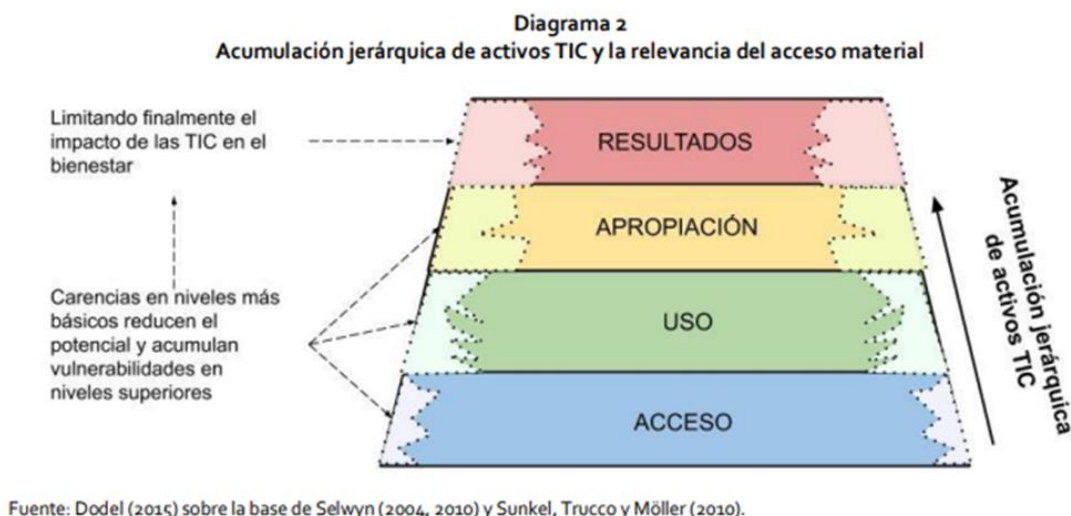 Diagrama 2
Acumulación jerárquica de activos TIC y la relevancia del acceso material
Limitando finalmente el
impacto de las TIC en el
bienestar
Carencias en niveles más
básicos reducen el
potencial y acumulan
vulnerabilidades en
niveles superiores
RESULTADOS
APROPIACIÓN
USO
ACCESO
Acumulación jerárquica
de activos TIC
Fuente: Dodel (2015) sobre la base de Selwyn (2004, 2010) y Sunkel, Trucco y Möller (2010).